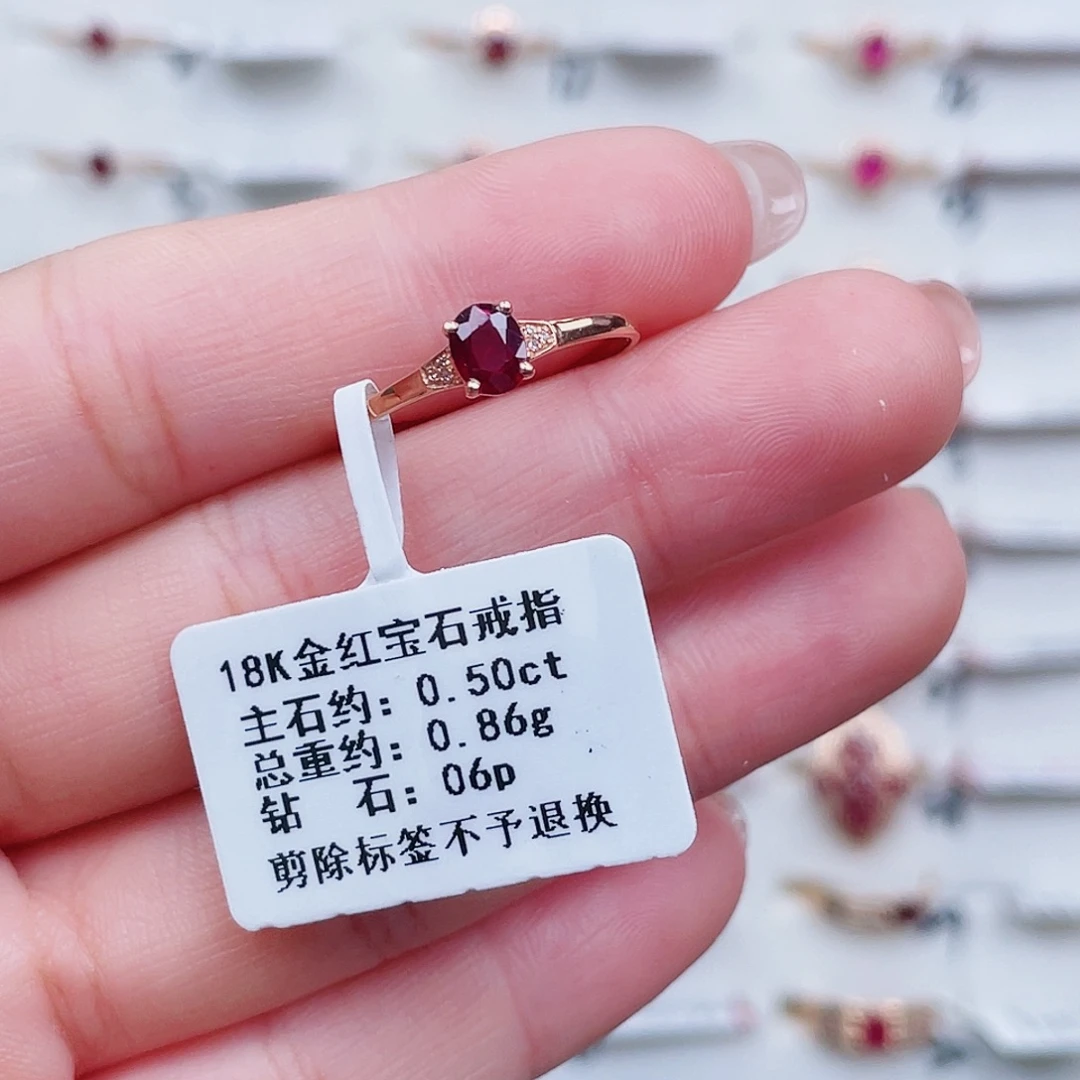 18K金红宝石戒指
主石约：0.50ct
总重约：0.86g
钻 石：06p
剪除标签不予退换